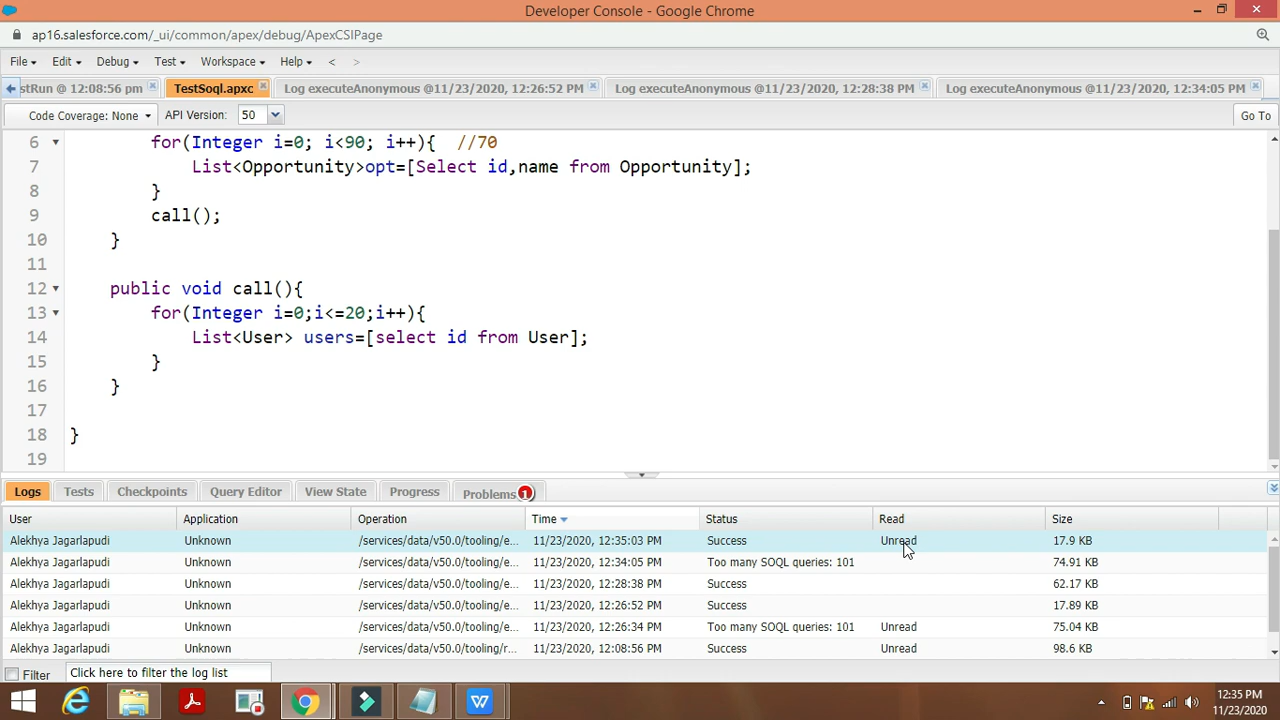 Developer Console - Google Chrome
ap16.salesforce.com/_ui/common/apex/debug/ApexCSIPage
File Edit Debug Test Workspace Help < >
stRun @ 12:08:56 pm TestSoql.apxc Log executeAnonymous @11/23/2020, 12:26:52 PM Log executeAnonymous @11/23/2020, 12:28:38 PM Log executeAnonymous @11/23/2020, 12:34:05 PM
Code Coverage: None API Version: 50 Go To
6 for(Integer i=0; i<90; i++){ //70
7 List<Opportunity>opt=[Select id,name from Opportunity];
8 }
9 call();
10 }
11
12 public void call(){
13 for(Integer i=0;i<=20;i++){
14 List<User> users=[select id from User];
15 }
16 }
17
18 }
19
Logs Tests Checkpoints Query Editor View State Progress Problems 1
User Application Operation Time Status Read Size
Alekhya Jagarlapudi Unknown /services/data/v50.0/tooling/e... 11/23/2020, 12:35:03 PM Success Unread 17.9 KB
Alekhya Jagarlapudi Unknown /services/data/v50.0/tooling/e... 11/23/2020, 12:34:05 PM Too many SOQL queries: 101 74.91 KB
Alekhya Jagarlapudi Unknown /services/data/v50.0/tooling/e... 11/23/2020, 12:28:38 PM Success 62.17 KB
Alekhya Jagarlapudi Unknown /services/data/v50.0/tooling/e... 11/23/2020, 12:26:52 PM Success 17.89 KB
Alekhya Jagarlapudi Unknown /services/data/v50.0/tooling/e... 11/23/2020, 12:26:34 PM Too many SOQL queries: 101 Unread 75.04 KB
Alekhya Jagarlapudi Unknown /services/data/v50.0/tooling/r... 11/23/2020, 12:08:56 PM Success Unread 98.6 KB
Filter Click here to filter the log list
12:35 PM
11/23/2020